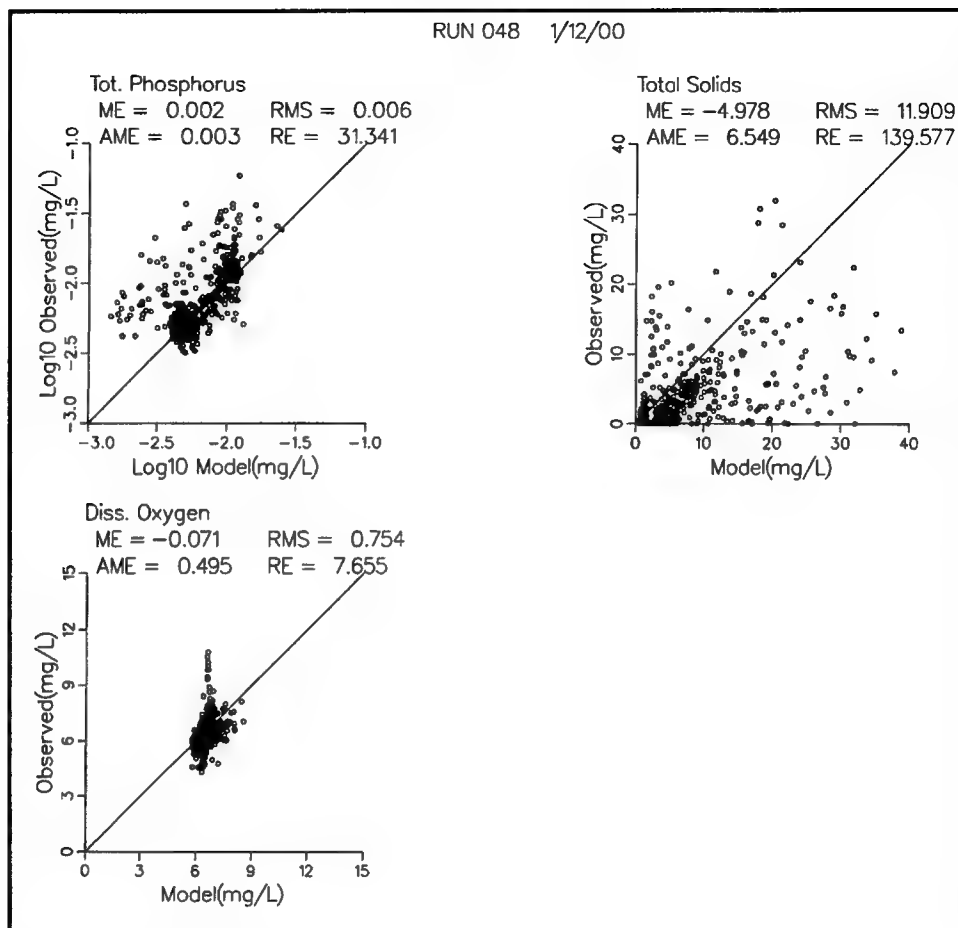 RUN 048 1/12/00
Tot. Phosphorus
ME = 0.002 RMS = 0.006
AME = 0.003 RE = 31.341
-1.0
-1.5
-2.0
-2.5
-3.0
Log10 Observed(mg/L)
-3.0 -2.5 -2.0 -1.5 -1.0
Log10 Model(mg/L)
Total Solids
ME = -4.978 RMS = 11.909
AME = 6.549 RE = 139.577
40
30
20
10
0
Observed(mg/L)
0 10 20 30 40
Model(mg/L)
Diss. Oxygen
ME = -0.071 RMS = 0.754
AME = 0.495 RE = 7.655
15
12
9
6
3
0
Observed(mg/L)
0 3 6 9 12 15
Model(mg/L)